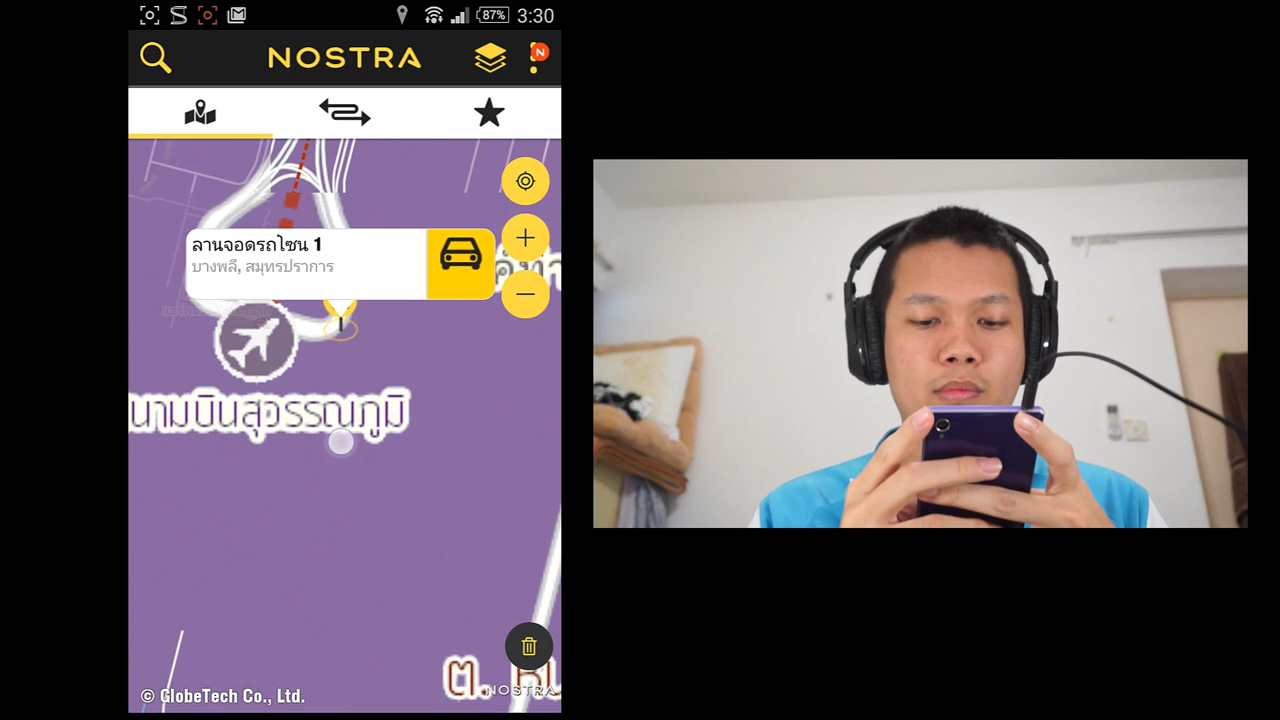 87% 3:30
NOSTRA
N
ลานจอดรถโซน 1
บางพลี, สมุทรปราการ
นามบินสุวรรณภูมิ
ต.
NOSTRA
© GlobeTech Co., Ltd.